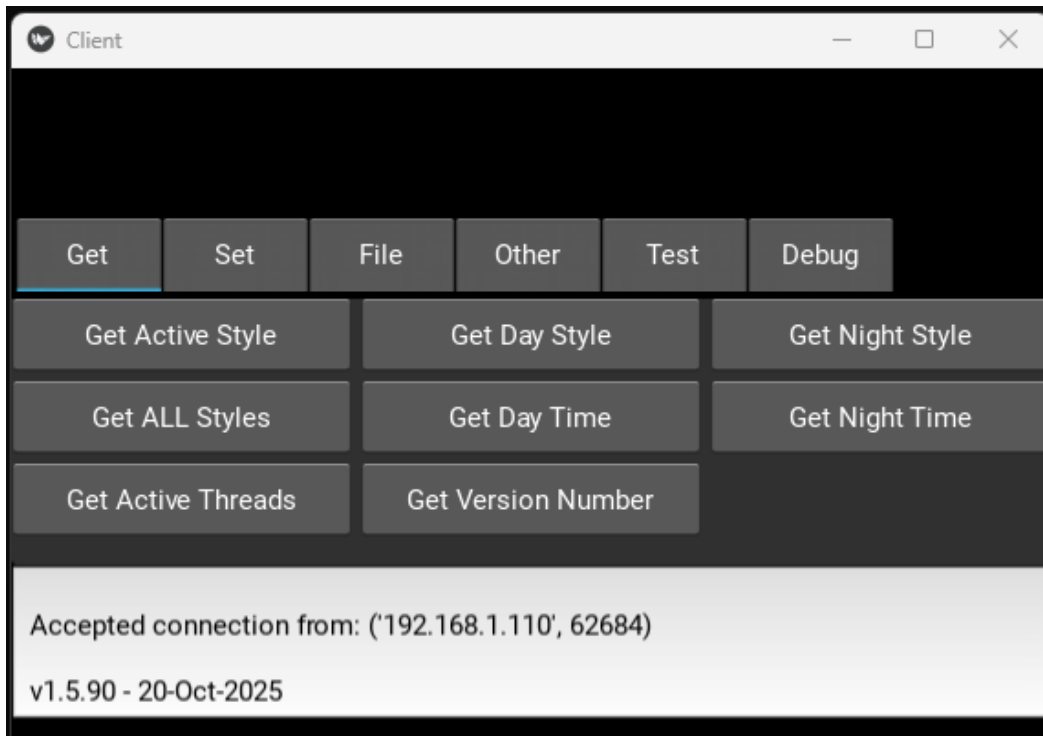 Client
Get Set File Other Test Debug
Get Active Style Get Day Style Get Night Style
Get ALL Styles Get Day Time Get Night Time
Get Active Threads Get Version Number
Accepted connection from: ('192.168.1.110', 62684)
v1.5.90 - 20-Oct-2025